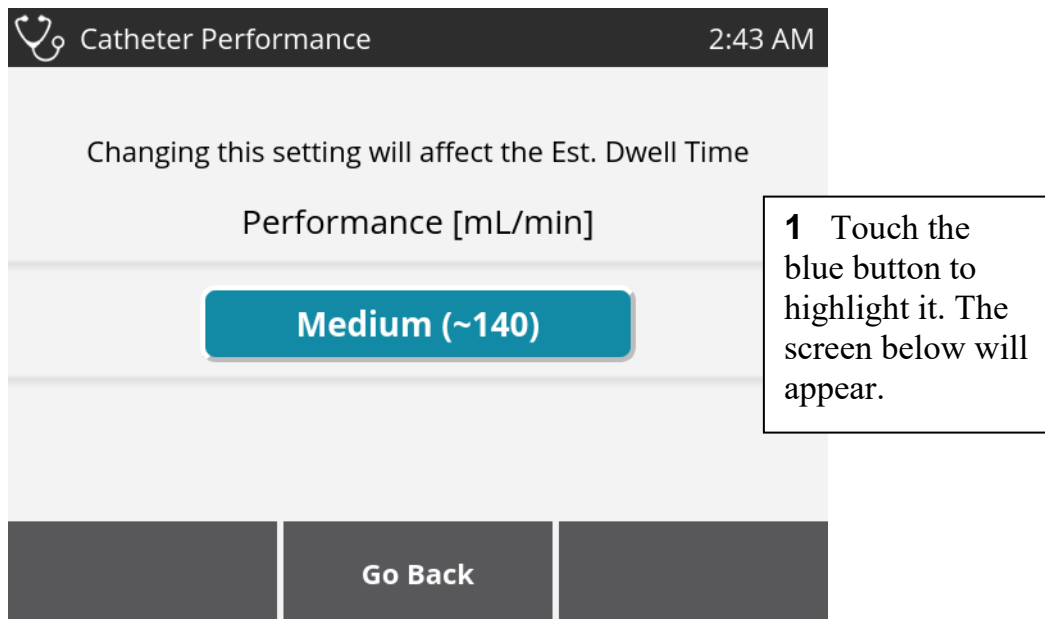 Catheter Performance 2:43 AM
Changing this setting will affect the Est. Dwell Time
Performance [mL/min]
Medium (~140)
1 Touch the
blue button to
highlight it. The
screen below will
appear.
Go Back